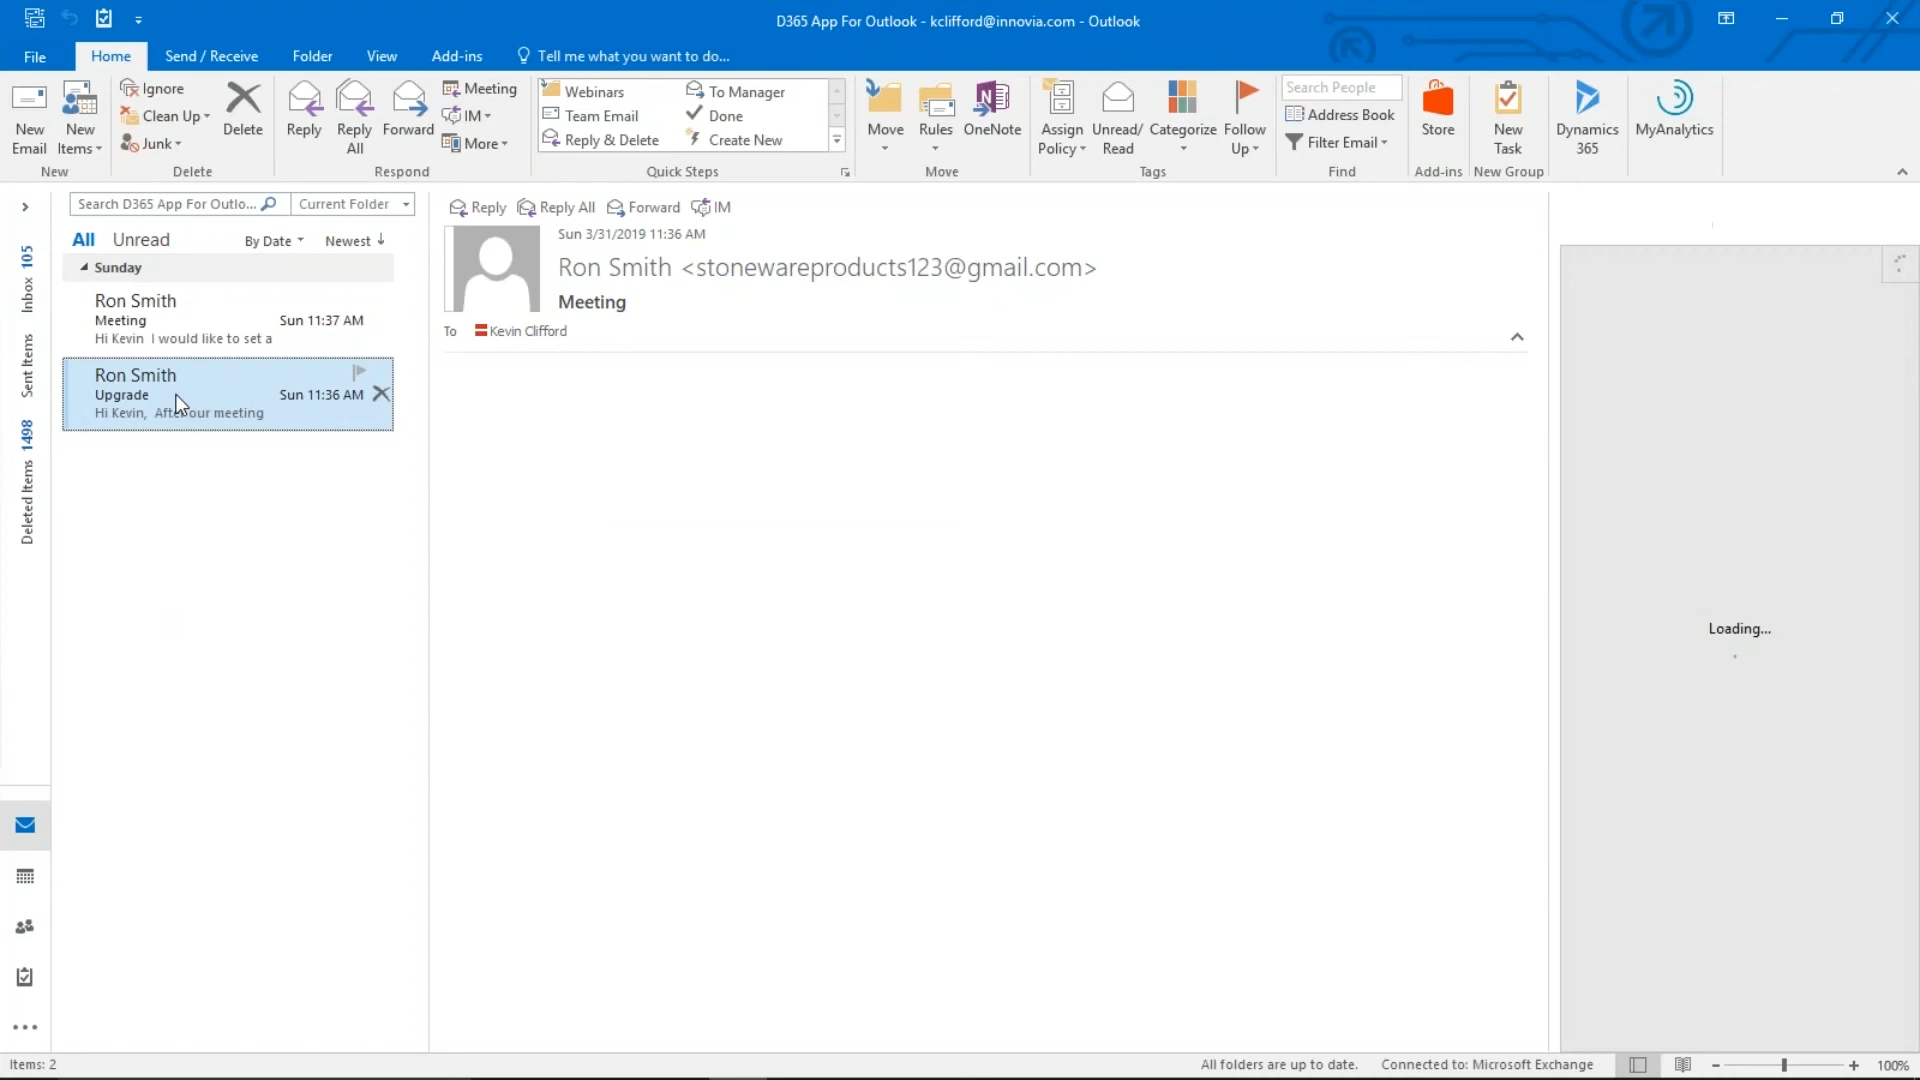 D365 App For Outlook - kclifford@innovia.com - Outlook
File
Home
Send / Receive
Folder
View
Add-ins
Tell me what you want to do...
New
Email
New
Items
New
Ignore
Clean Up
Junk
Delete
Delete
Reply
Reply
All
Forward
Meeting
IM
More
Respond
Webinars
Team Email
Reply & Delete
To Manager
Done
Create New
Quick Steps
Move
Rules
OneNote
Move
Assign
Policy
Unread/
Read
Categorize
Follow
Up
Tags
Search People
Address Book
Filter Email
Find
Store
Add-ins
New
Task
New Group
Dynamics
365
MyAnalytics
Inbox 105
Sent Items
Deleted Items 1498
Search D365 App For Outlo...
Current Folder
All
Unread
By Date
Newest
Sunday
Ron Smith
Meeting
Sun 11:37 AM
Hi Kevin I would like to set a
Ron Smith
Upgrade
Sun 11:36 AM
Hi Kevin, After our meeting
Reply
Reply All
Forward
IM
Sun 3/31/2019 11:36 AM
Ron Smith <stonewareproducts123@gmail.com>
Meeting
To
Kevin Clifford
Loading...
Items: 2
All folders are up to date.
Connected to: Microsoft Exchange
100%